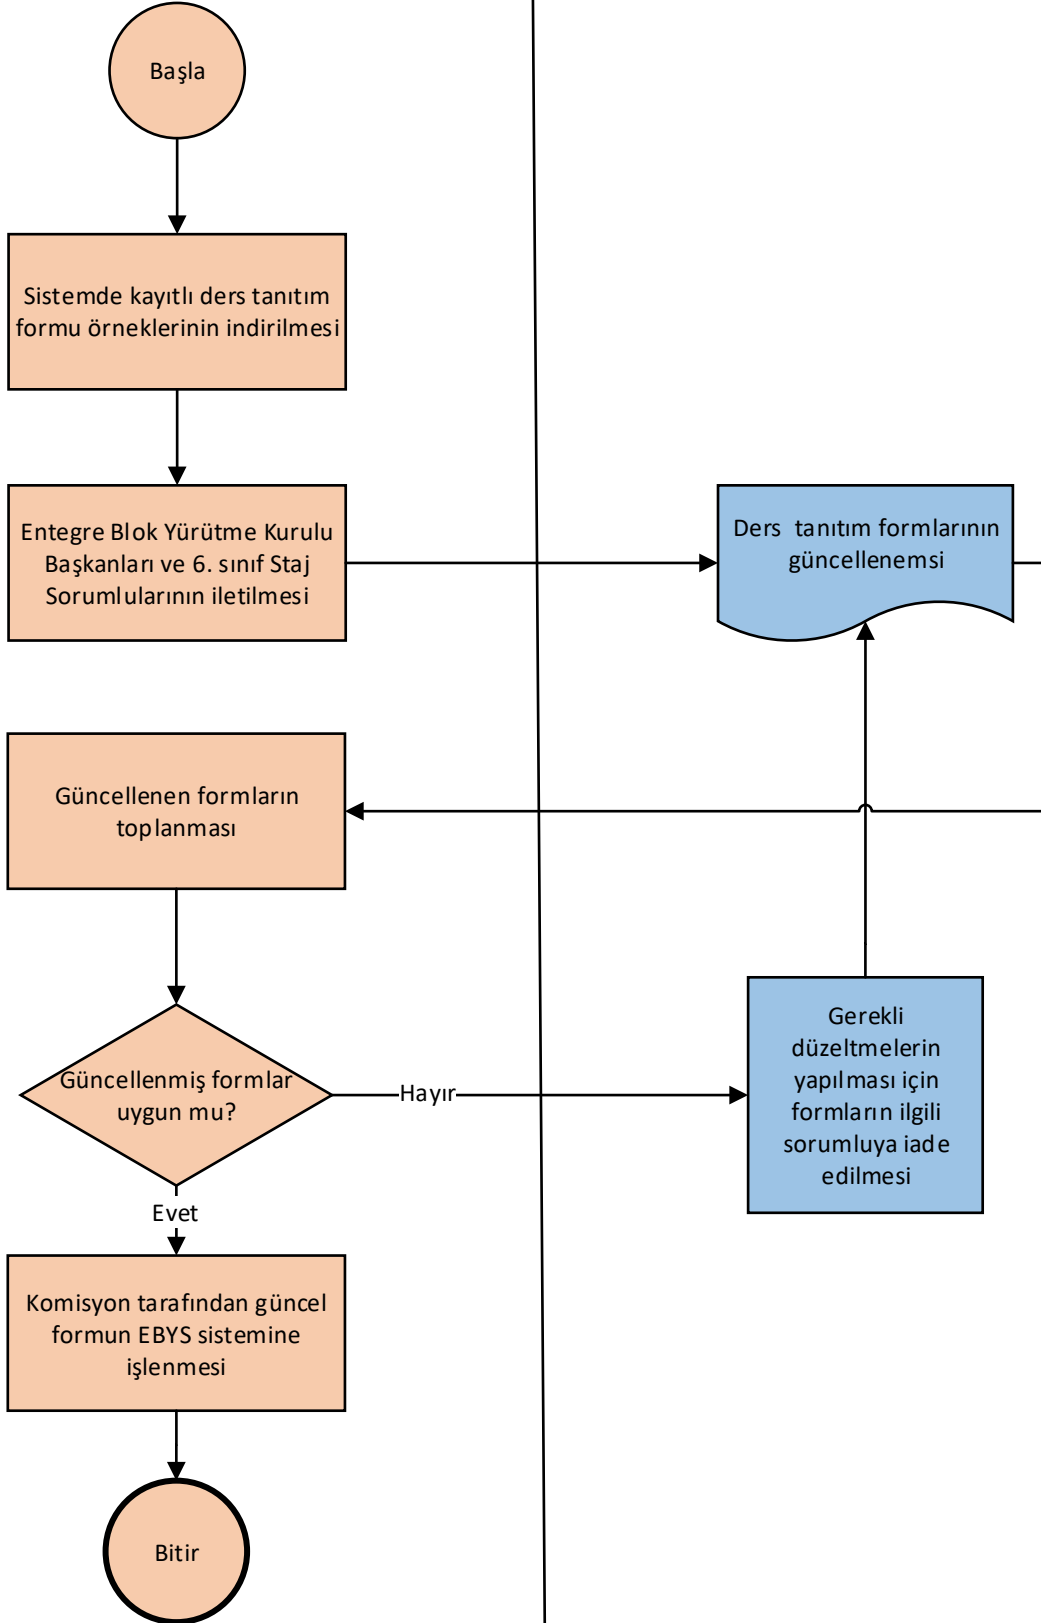 Başla
Sistemde kayıtlı ders tanıtım
formu örneklerinin indirilmesi
Entegre Blok Yürütme Kurulu
Başkanları ve 6. sınıf Staj
Sorumlularının iletilmesi
Ders tanıtım formlarının
güncellenemsi
Güncellenen formların
toplanması
Güncellenmiş formlar
uygun mu?
Hayır
Gerekli
düzeltmelerin
yapılması için
formların ilgili
sorumluya iade
edilmesi
Evet
Komisyon tarafından güncel
formun EBYS sistemine
işlenmesi
Bitir